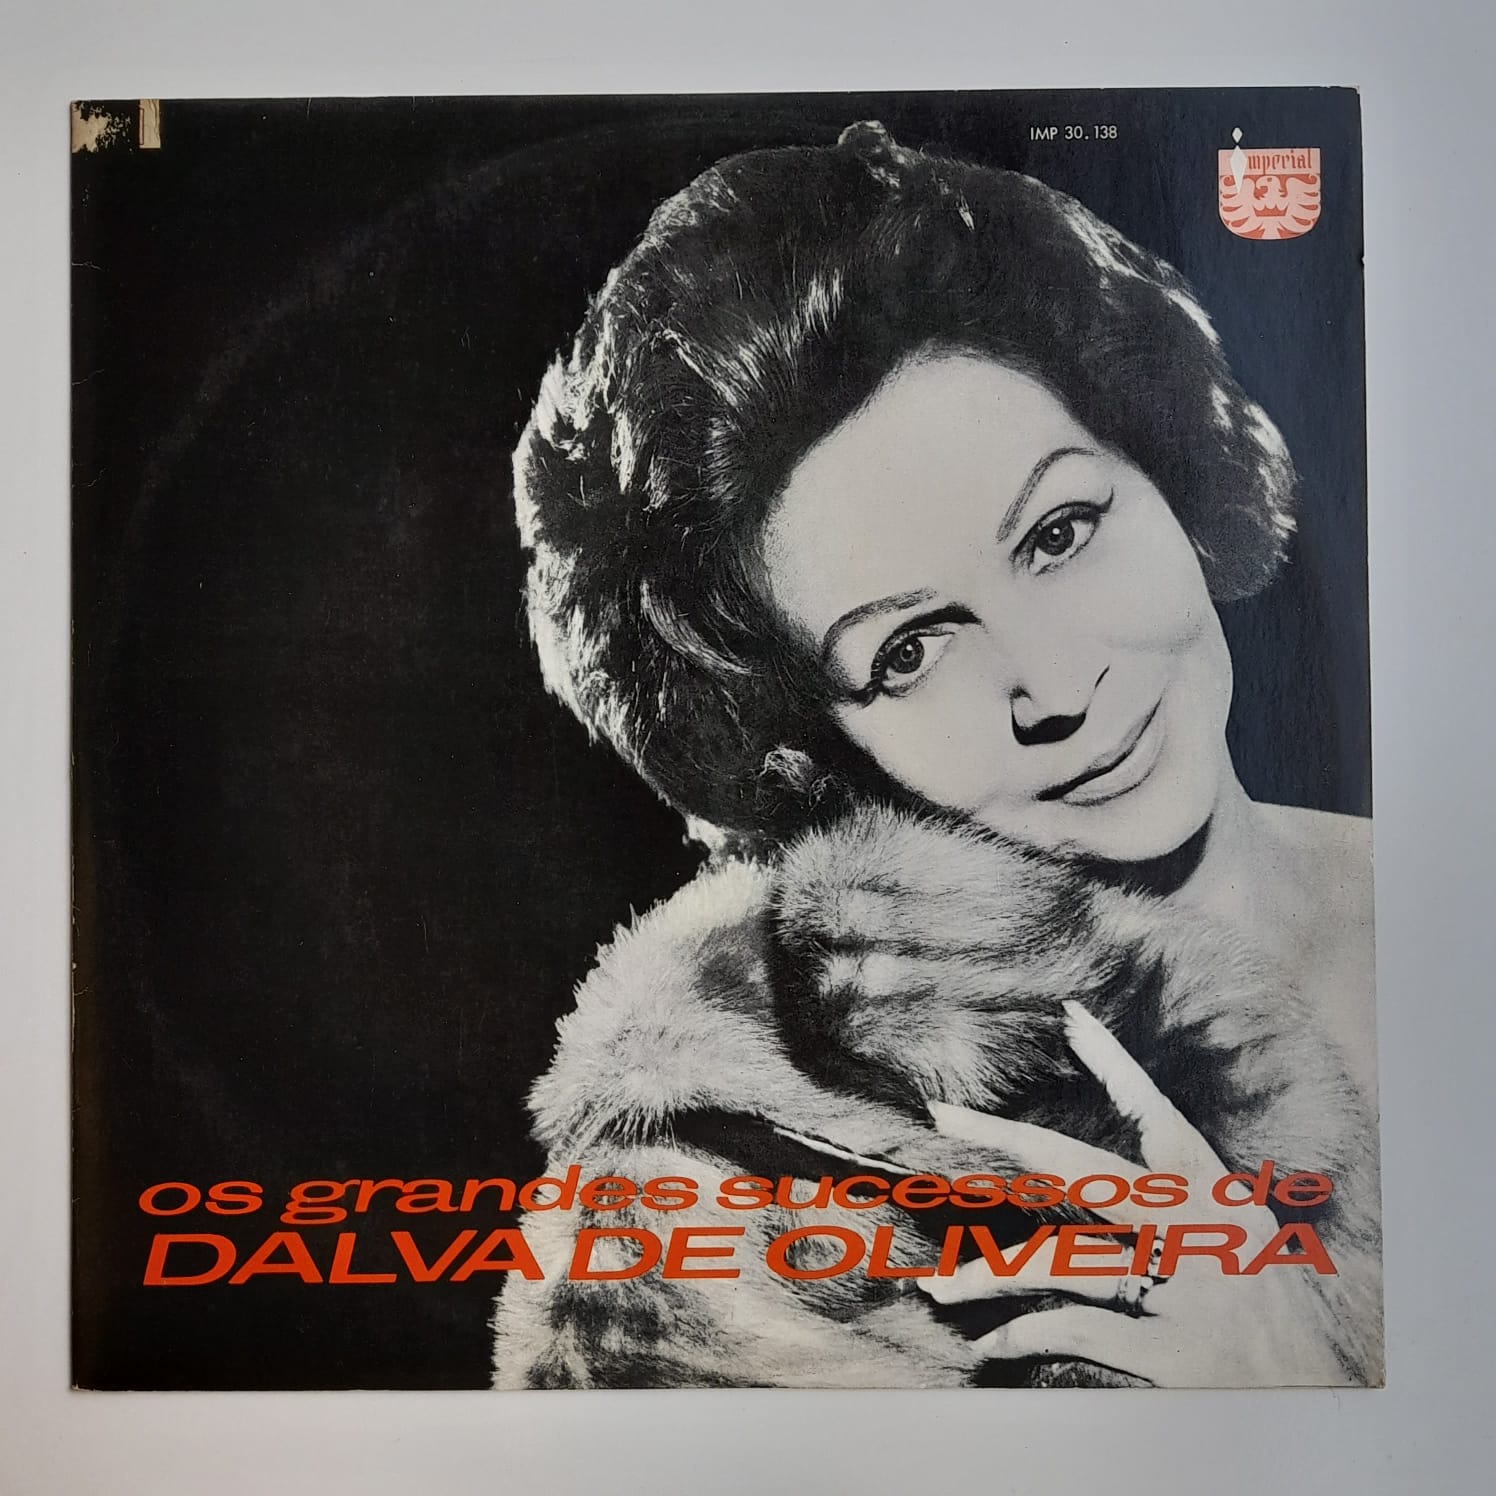 IMP 30.138
imperial
os grandes sucessos de
DALVA DE OLIVEIRA